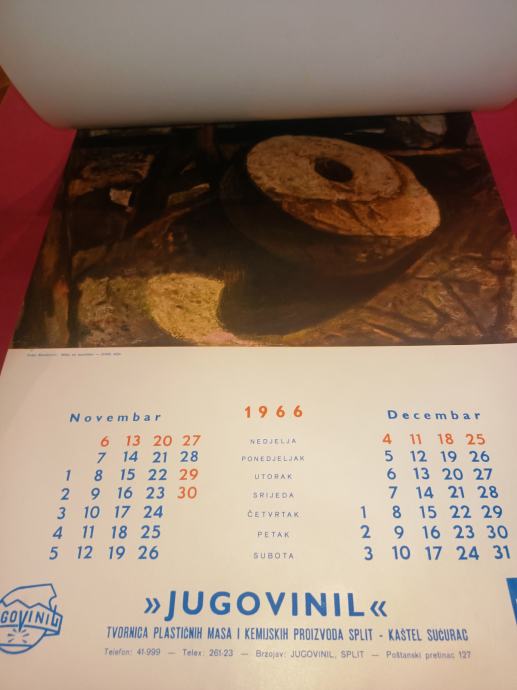 1966
Novembar
Decembar
6 13 20 27 NEDJELJA 4 11 18 25
7 14 21 28 PONEDJELJAK 5 12 19 26
1 8 15 22 29 UTORAK 6 13 20 27
2 9 16 23 30 SRIJEDA 7 14 21 28
3 10 17 24 ČETVRTAK 1 8 15 22 29
4 11 18 25 PETAK 2 9 16 23 30
5 12 19 26 SUBOTA 3 10 17 24 31
»JUGOVINIL«
TVORNICA PLASTIČNIH MASA I KEMIJSKIH PROIZVODA SPLIT - KAŠTEL SUĆURAC
Telefon: 41-999 — Telex: 261-23 — Brzojav: JUGOVINIL, SPLIT — Poštanski pretinac 127
GOVINIL